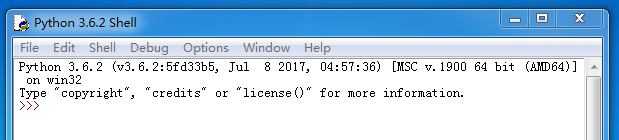 Python 3.6.2 Shell
File Edit Shell Debug Options Window Help
Python 3.6.2 (v3.6.2:5fd33b5, Jul  8 2017, 04:57:36) [MSC v.1900 64 bit (AMD64)]
 on win32
Type "copyright", "credits" or "license()" for more information.
>>>